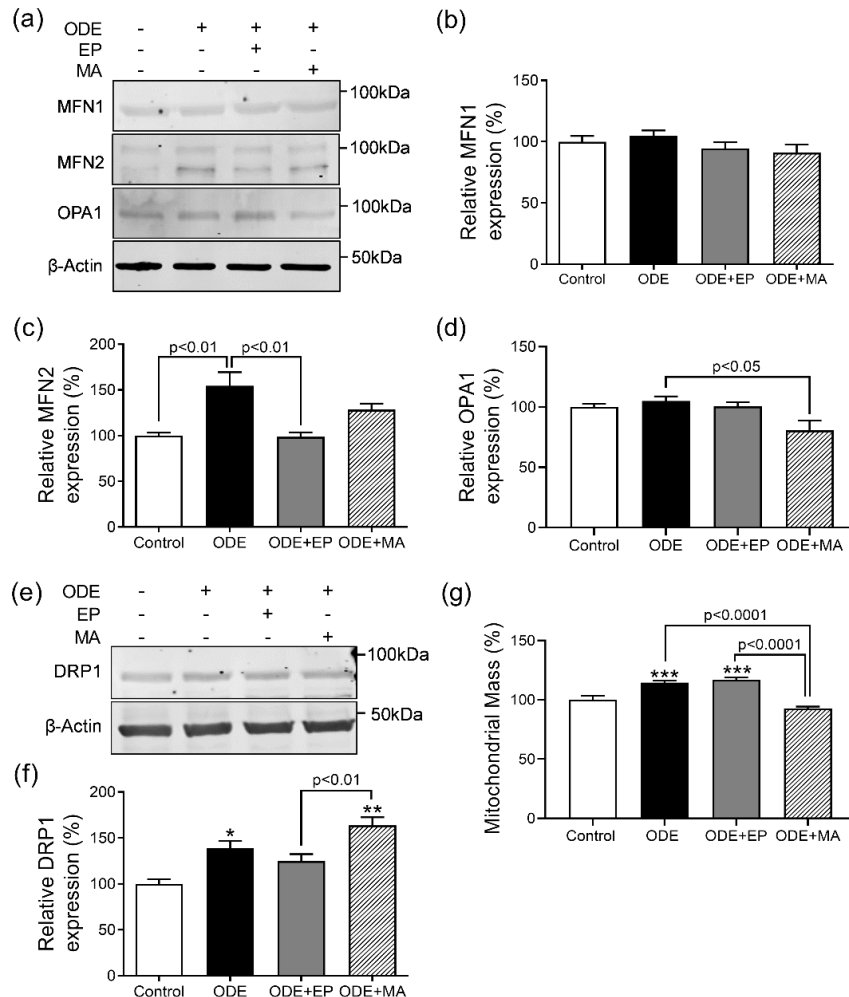 (a)
ODE - + + +
EP - - + -
MA - - - +
MFN1
100kDa
MFN2
100kDa
OPA1
100kDa
β-Actin
50kDa
(b)
Relative MFN1
expression (%)
150
100
50
0
Control ODE ODE+EP ODE+MA
(c)
Relative MFN2
expression (%)
200
150
100
50
0
p<0.01 p<0.01
Control ODE ODE+EP ODE+MA
(d)
Relative OPA1
expression (%)
150
100
50
0
p<0.05
Control ODE ODE+EP ODE+MA
(e)
ODE - + + +
EP - - + -
MA - - - +
DRP1
100kDa
β-Actin
50kDa
(f)
Relative DRP1
expression (%)
200
150
100
50
0
p<0.01
* **
Control ODE ODE+EP ODE+MA
(g)
Mitochondrial Mass (%)
150
100
50
0
p<0.0001
p<0.0001
*** ***
Control ODE ODE+EP ODE+MA